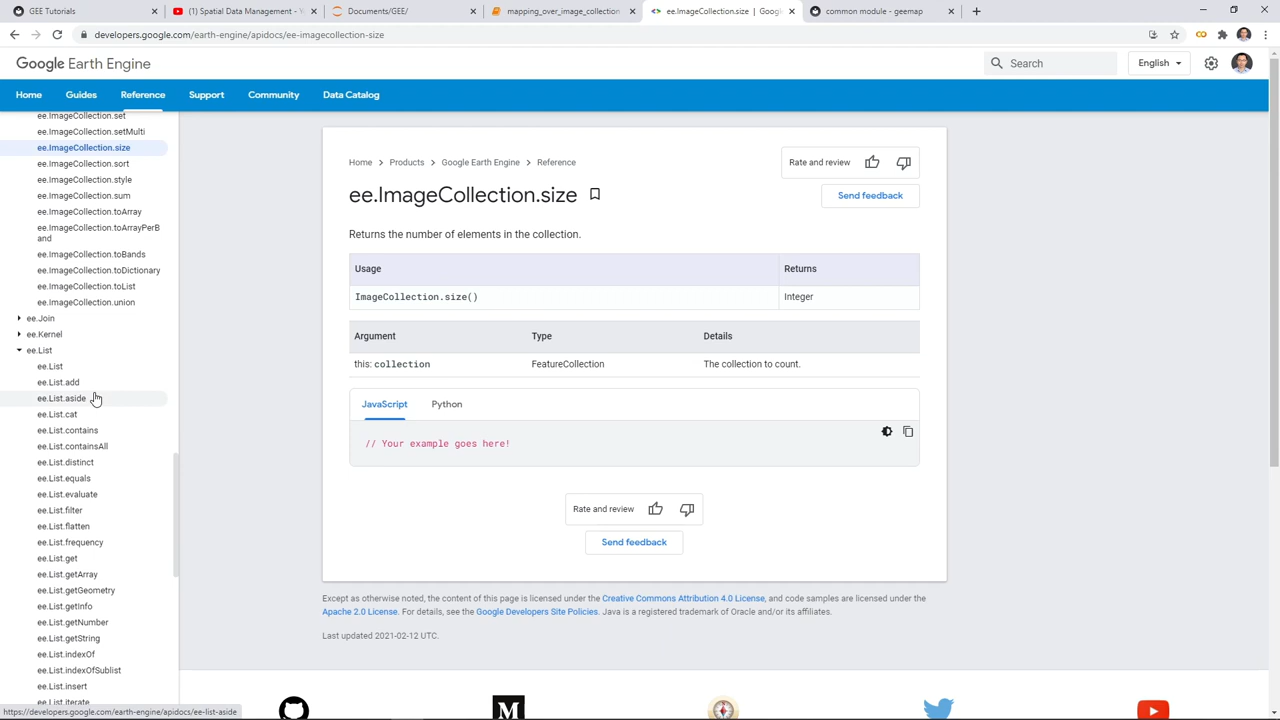 GEE Tutorials
(1) Spatial Data Management - Y
Documents/GEE/
mapping_over_image_collection
ee.ImageCollection.size | Goog
common module - geemap
developers.google.com/earth-engine/apidocs/ee-imagecollection-size
Google Earth Engine
Search
English
Home
Guides
Reference
Support
Community
Data Catalog
ee.ImageCollection.set
ee.ImageCollection.setMulti
ee.ImageCollection.size
ee.ImageCollection.sort
ee.ImageCollection.style
ee.ImageCollection.sum
ee.ImageCollection.toArray
ee.ImageCollection.toArrayPerB
and
ee.ImageCollection.toBands
ee.ImageCollection.toDictionary
ee.ImageCollection.toList
ee.ImageCollection.union
ee.Join
ee.Kernel
ee.List
ee.List
ee.List.add
ee.List.aside
ee.List.cat
ee.List.contains
ee.List.containsAll
ee.List.distinct
ee.List.equals
ee.List.evaluate
ee.List.filter
ee.List.flatten
ee.List.frequency
ee.List.get
ee.List.getArray
ee.List.getGeometry
ee.List.getInfo
ee.List.getNumber
ee.List.getString
ee.List.indexOf
ee.List.indexOfSublist
ee.List.insert
ee.List.iterate
https://developers.google.com/earth-engine/apidocs/ee-list-aside
Home > Products > Google Earth Engine > Reference
Rate and review
ee.ImageCollection.size
Send feedback
Returns the number of elements in the collection.
Usage Returns
ImageCollection.size() Integer
Argument Type Details
this: collection FeatureCollection The collection to count.
JavaScript Python
// Your example goes here!
Rate and review
Send feedback
Except as otherwise noted, the content of this page is licensed under the Creative Commons Attribution 4.0 License, and code samples are licensed under the
Apache 2.0 License. For details, see the Google Developers Site Policies. Java is a registered trademark of Oracle and/or its affiliates.
Last updated 2021-02-12 UTC.